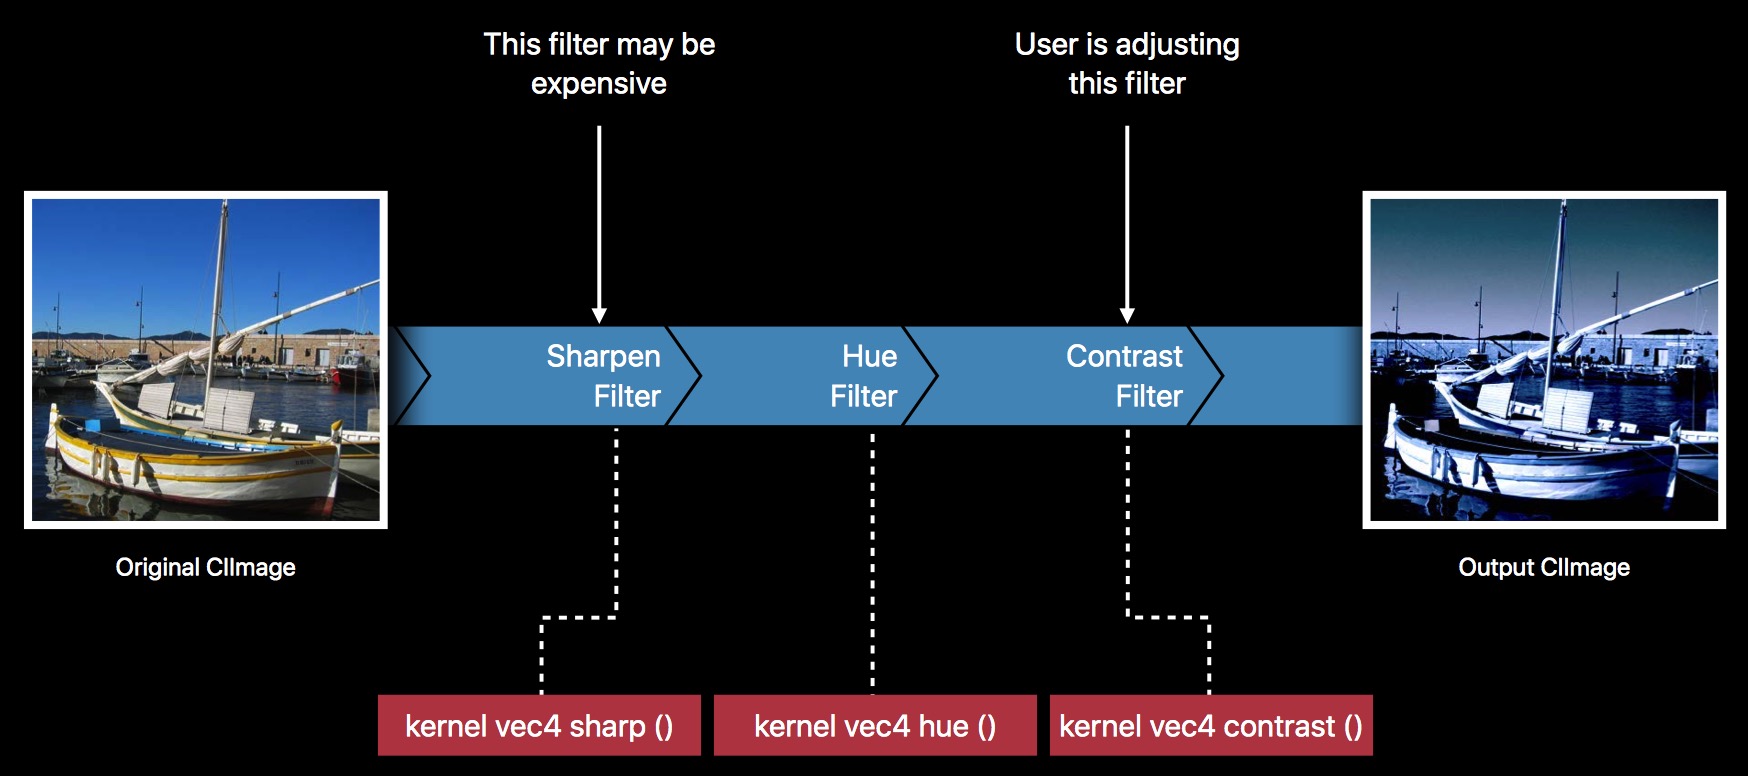 This filter may be
expensive
User is adjusting
this filter
Sharpen
Filter
Hue
Filter
Contrast
Filter
Original CIImage
Output CIImage
kernel vec4 sharp ()
kernel vec4 hue ()
kernel vec4 contrast ()